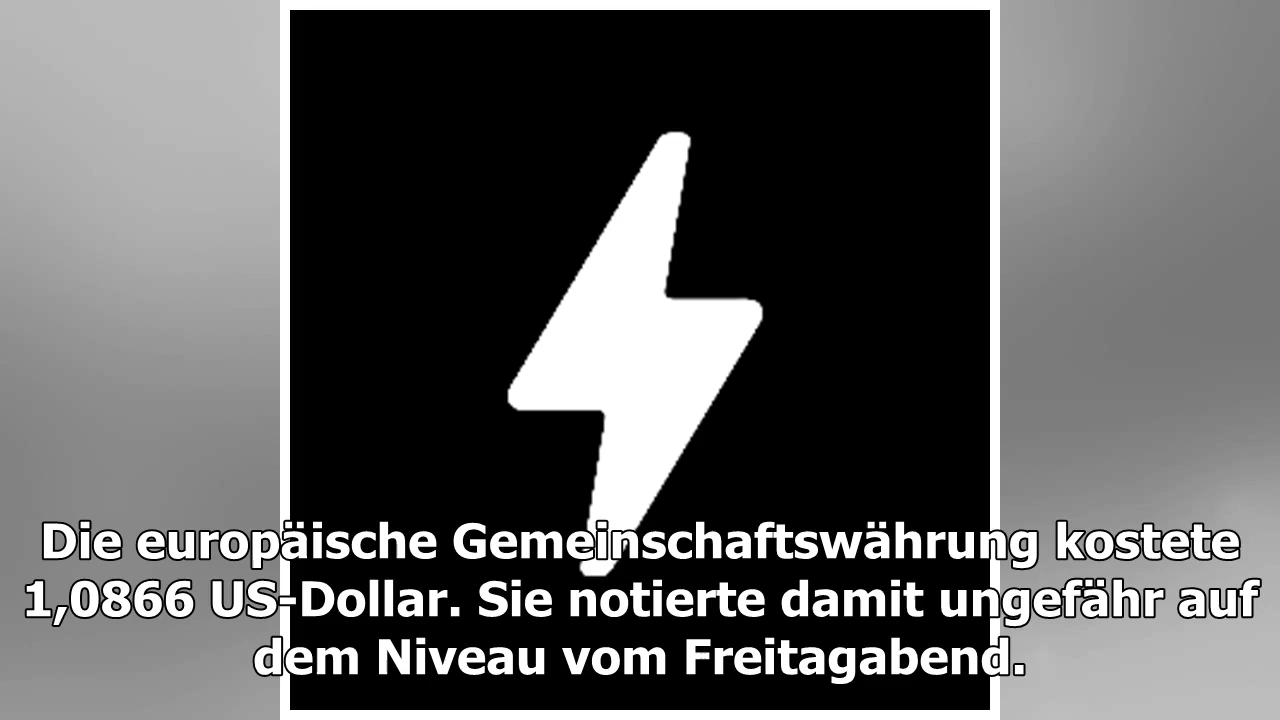 Die europäische Gemeinschaftswährung kostete
1,0866 US-Dollar. Sie notierte damit ungefähr auf
dem Niveau vom Freitagabend.